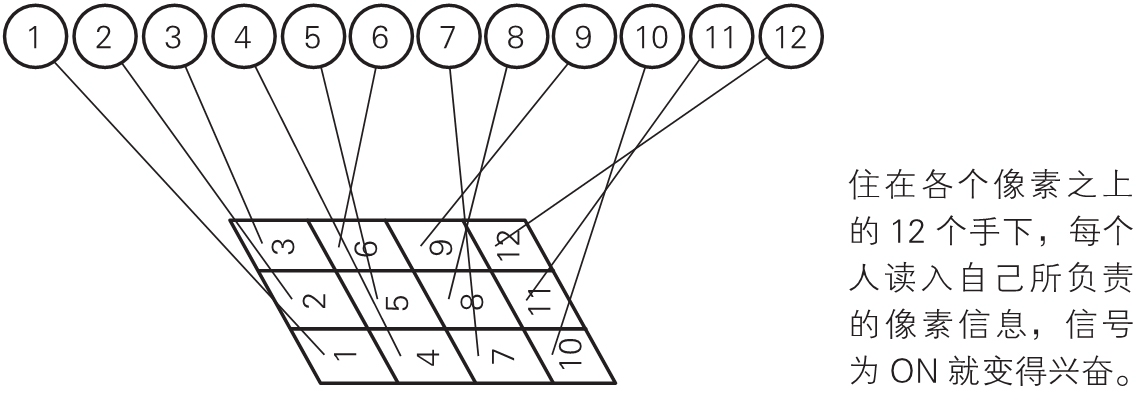 1 2 3 4 5 6 7 8 9 10 11 12
3 6 9 12
2 5 8 11
1 4 7 10
住在各个像素之上
的 12 个手下，每个
人读入自己所负责
的像素信息，信号
为 ON 就变得兴奋。